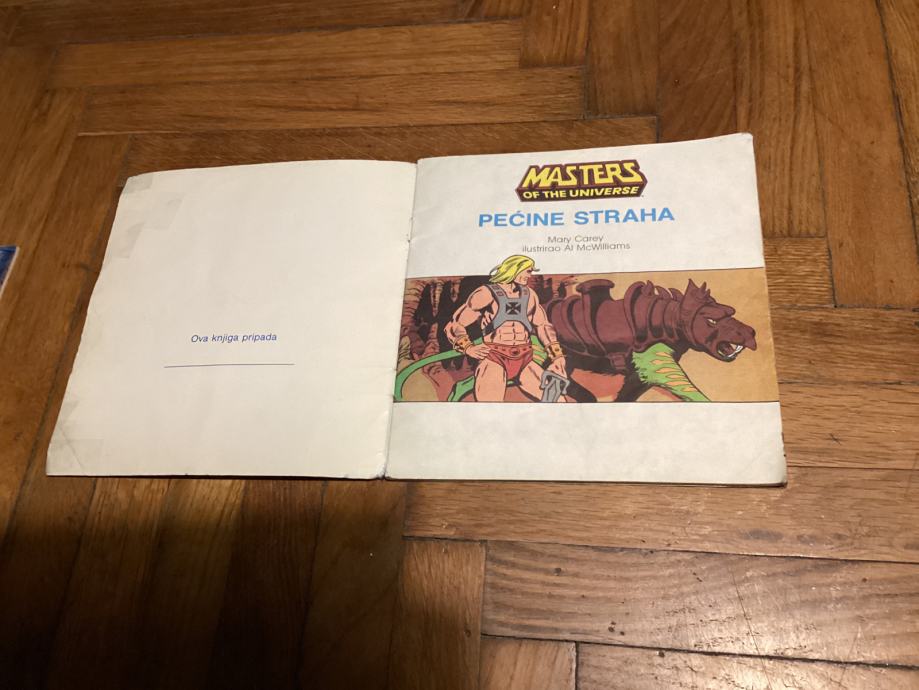 Ova knjiga pripada
MASTERS
OF THE UNIVERSE
PEĆINE STRAHA
Mary Carey
ilustrirao Al McWilliams